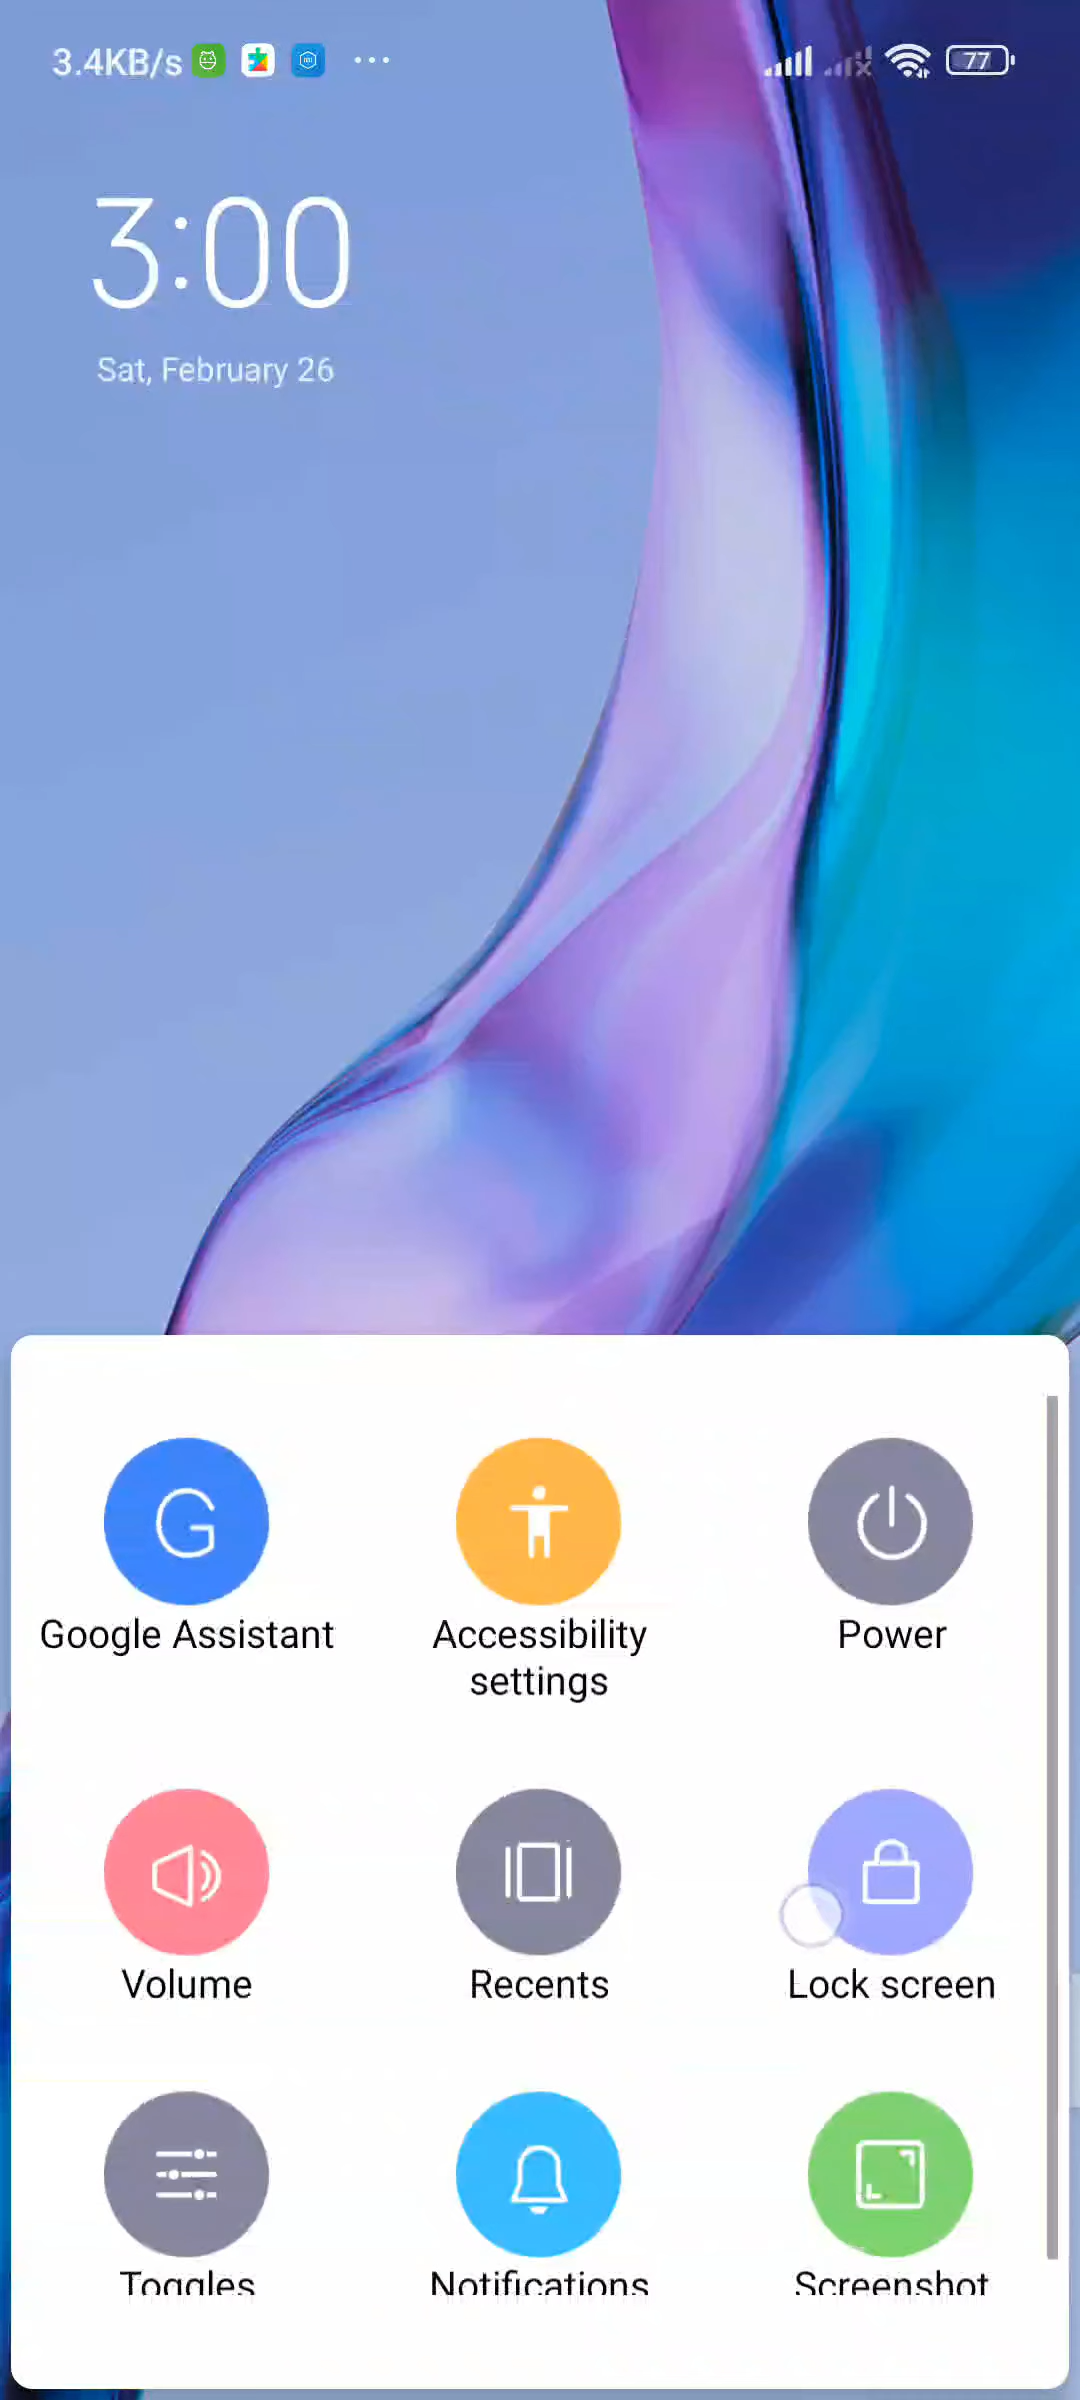 3.4KB/s 77
3:00
Sat, February 26
Google Assistant Accessibility settings Power
Volume Recents Lock screen
Toggles Notifications Screenshot